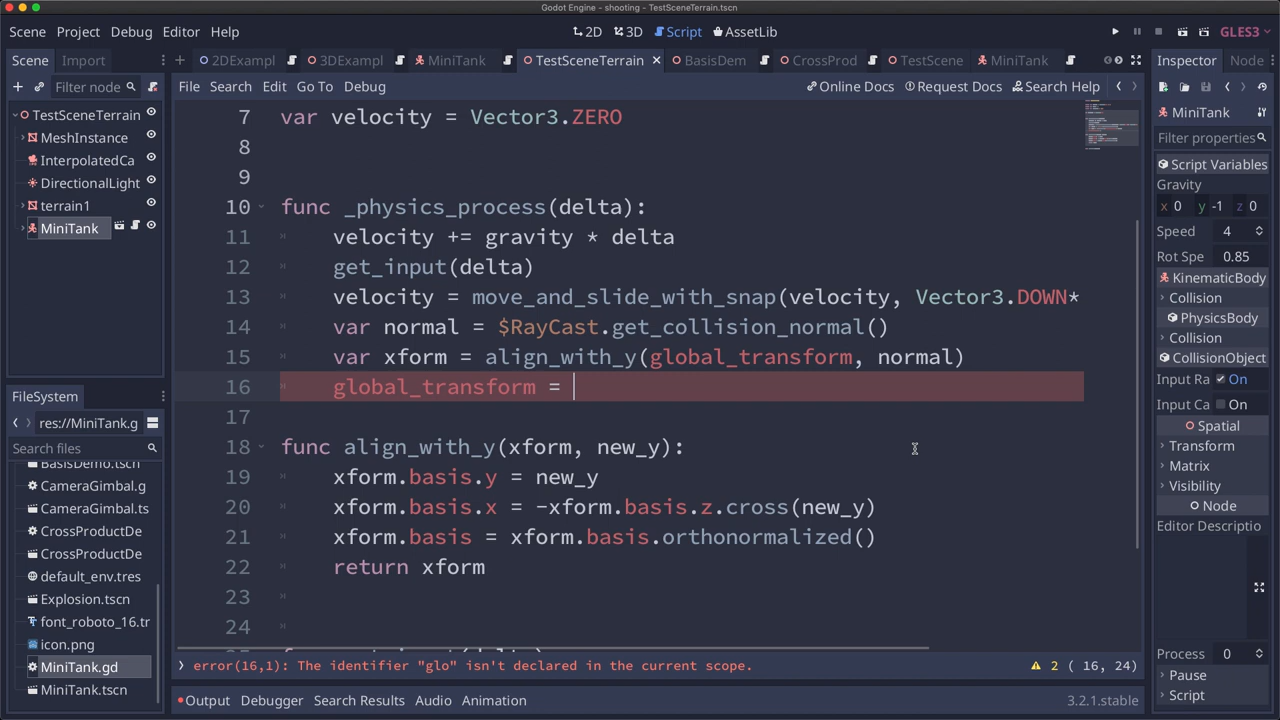 Godot Engine - shooting - TestSceneTerrain.tscn
Scene Project Debug Editor Help
2D 3D Script AssetLib
GLES3
Scene Import
2DExampl 3DExampl MiniTank TestSceneTerrain BasisDem CrossProd TestScene MiniTank
Inspector Node
Filter node
File Search Edit Go To Debug
Online Docs Request Docs Search Help
TestSceneTerrain
MeshInstance
InterpolatedCa
DirectionalLight
terrain1
MiniTank
7 var velocity = Vector3.ZERO
8
9
10 func _physics_process(delta):
11 velocity += gravity * delta
12 get_input(delta)
13 velocity = move_and_slide_with_snap(velocity, Vector3.DOWN*
14 var normal = $RayCast.get_collision_normal()
15 var xform = align_with_y(global_transform, normal)
16 global_transform =
17
18 func align_with_y(xform, new_y):
19 xform.basis.y = new_y
20 xform.basis.x = -xform.basis.z.cross(new_y)
21 xform.basis = xform.basis.orthonormalized()
22 return xform
23
24
error(16,1): The identifier "glo" isn't declared in the current scope.
2 ( 16, 24)
Output Debugger Search Results Audio Animation
3.2.1.stable
FileSystem
res://MiniTank.g
Search files
BasisDemo.tscn
CameraGimbal.g
CameraGimbal.ts
CrossProductDe
CrossProductDe
default_env.tres
Explosion.tscn
font_roboto_16.tr
icon.png
MiniTank.gd
MiniTank.tscn
MiniTank
Filter properties
Script Variables
Gravity
x 0 y -1 z 0
Speed 4
Rot Spe 0.85
KinematicBody
Collision
PhysicsBody
Collision
CollisionObject
Input Ra On
Input Ca On
Spatial
Transform
Matrix
Visibility
Node
Editor Descriptio
Process 0
Pause
Script